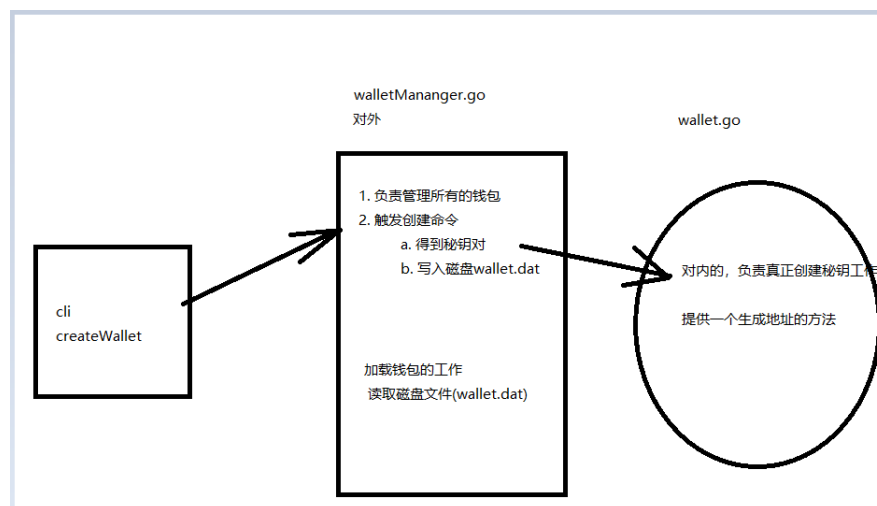 walletMananger.go
对外
wallet.go
1. 负责管理所有的钱包
2. 触发创建命令
a. 得到秘钥对
b. 写入磁盘wallet.dat
对内的，负责真正创建秘钥工作
提供一个生成地址的方法
cli
createWallet
加载钱包的工作
读取磁盘文件(wallet.dat)